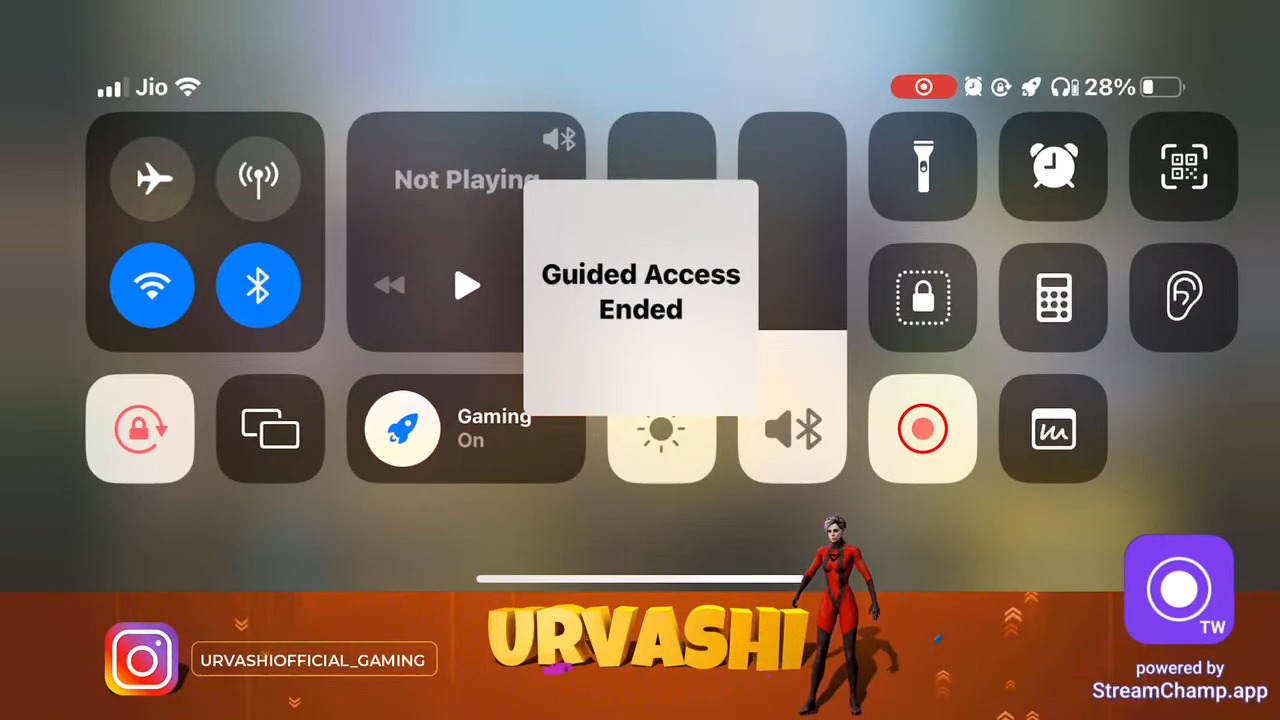 Jio
28%
Not Playing
Guided Access
Ended
Gaming
On
URVASHIOFFICIAL_GAMING
URVASHI
TW
powered by
StreamChamp.app